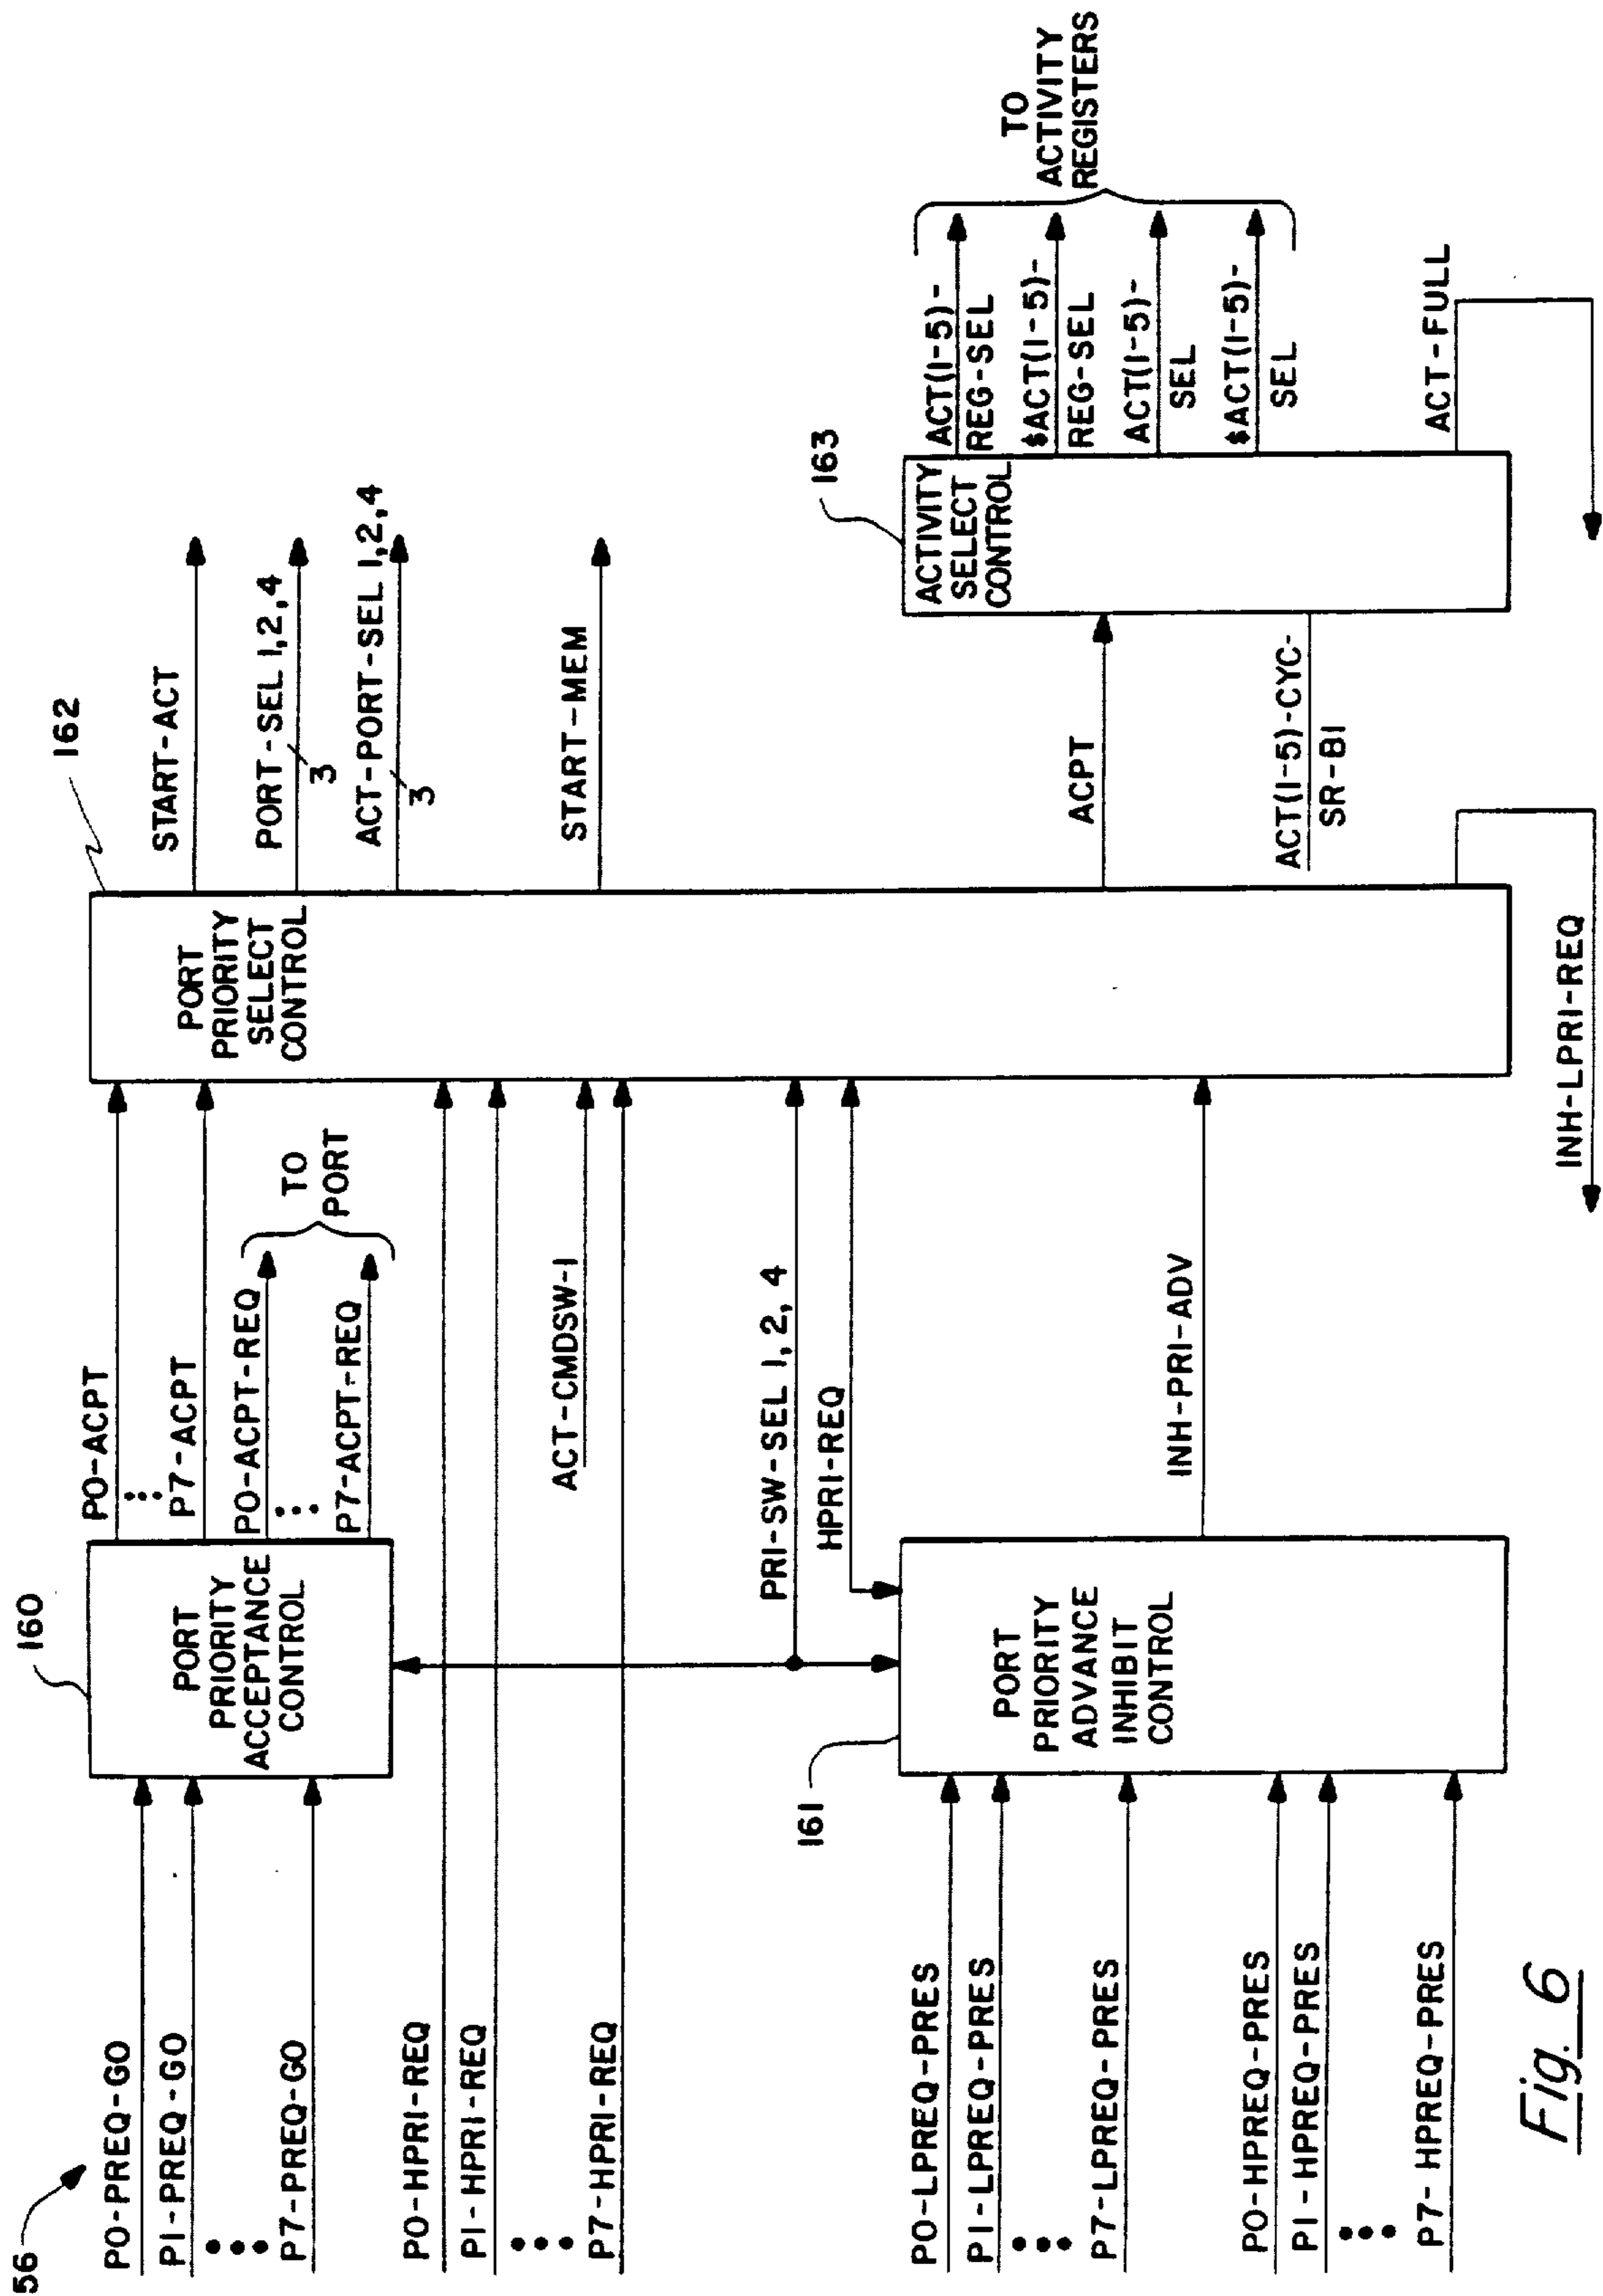 56
P0-PREQ-GO
P1-PREQ-GO
P7-PREQ-GO
P0-HPRI-REQ
P1-HPRI-REQ
P7-HPRI-REQ
P0-LPREQ-PRES
P1-LPREQ-PRES
P7-LPREQ-PRES
P0-HPREQ-PRES
P1-HPREQ-PRES
P7-HPREQ-PRES
160
PORT
PRIORITY
ACCEPTANCE
CONTROL
161
PORT
PRIORITY
ADVANCE
INHIBIT
CONTROL
P0-ACPT
P7-ACPT
P0-ACPT-REQ
P7-ACPT-REQ
TO
PORT
ACT-CMDSW-1
PRI-SW-SEL 1, 2, 4
HPRI-REQ
INH-PRI-ADV
162
PORT
PRIORITY
SELECT
CONTROL
INH-LPRI-REQ
START-ACT
PORT-SEL 1,2,4
3
ACT-PORT-SEL 1,2,4
3
START-MEM
ACPT
ACT(1-5)-CYC-
SR-B1
163
ACTIVITY
SELECT
CONTROL
ACT(1-5)-
REG-SEL
$ACT(1-5)-
REG-SEL
ACT(1-5)-
SEL
$ACT(1-5)-
SEL
ACT-FULL
TO
ACTIVITY
REGISTERS
Fig. 6